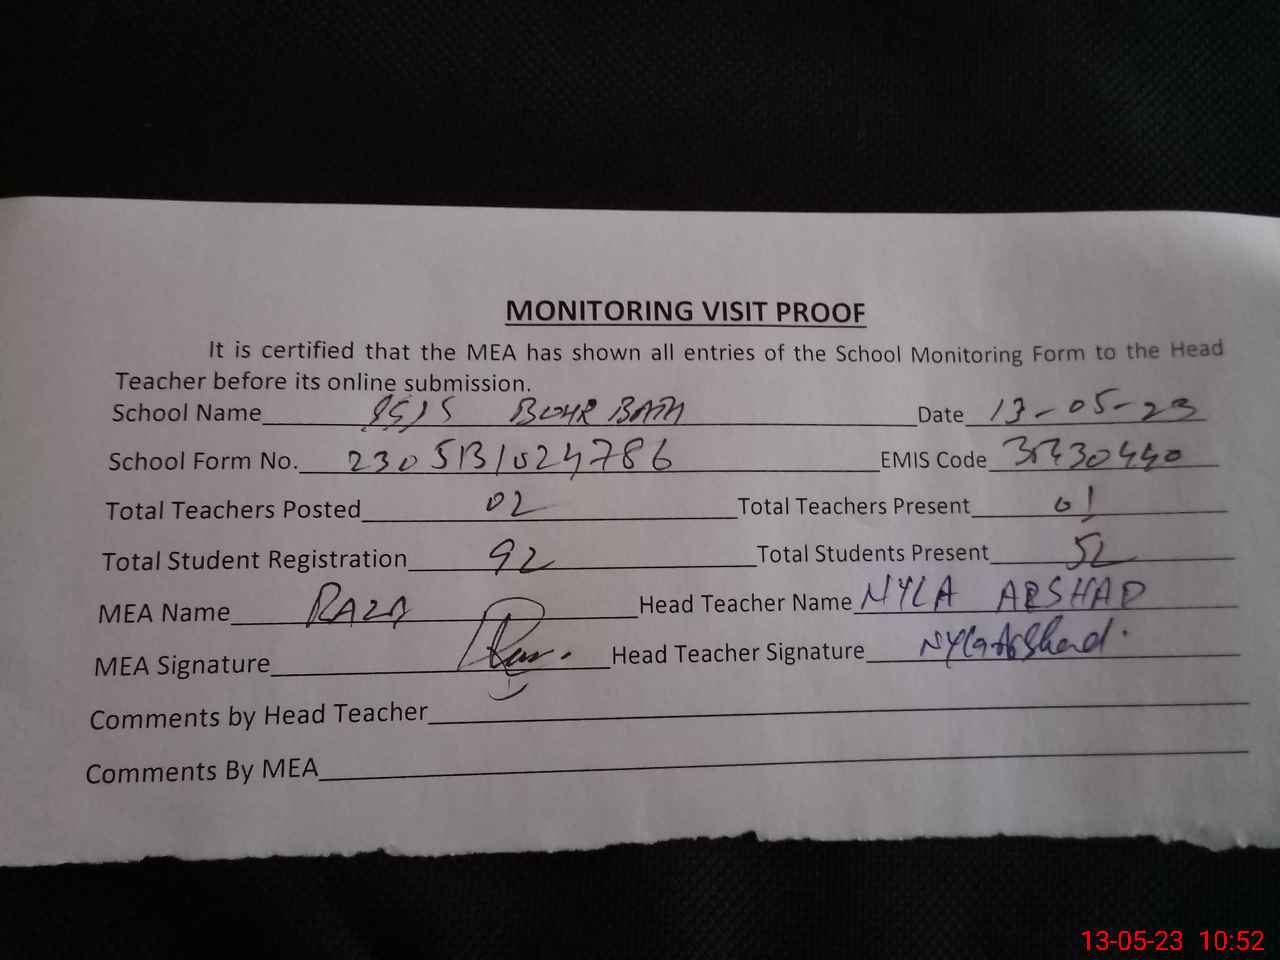 MONITORING VISIT PROOF
It is certified that the MEA has shown all entries of the School Monitoring Form to the Head
Teacher before its online submission.
School Name BOHR BATH Date 13-05-23
School Form No. 230513/024786 EMIS Code
Total Teachers Posted 02 Total Teachers Present 01
Total Student Registration 92 Total Students Present 52
MEA Name RAZA Head Teacher Name NYLA ARSHAD
MEA Signature Head Teacher Signature Nyla Arshad.
Comments by Head Teacher
Comments By MEA
13-05-23 10:52